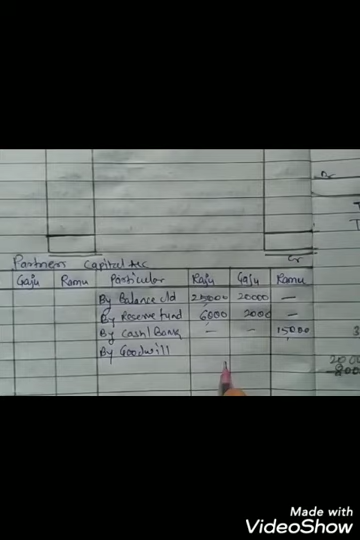 Partners Capital A/c
Cr
Gaju Ramu Particular Raju Gaju Ramu
By Balance c/d 25000 20000 —
By Reserve fund 6000 2000 —
By Cash/Bank — — 15000
By Goodwill
Made with
VideoShow